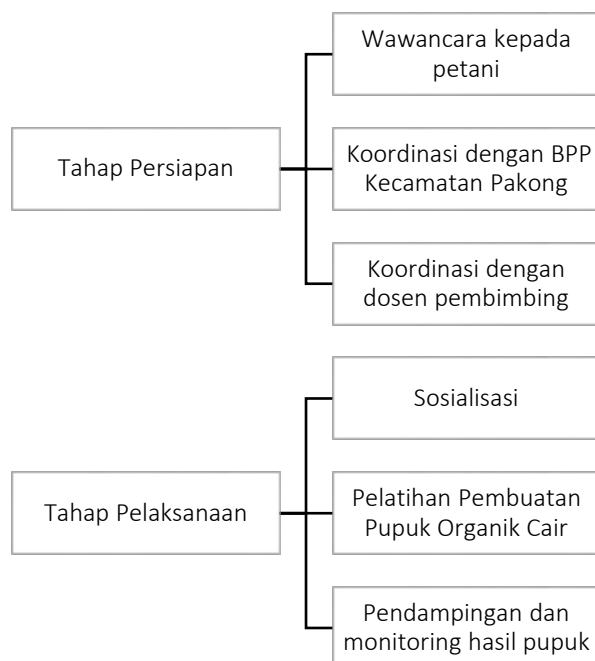 Tahap Persiapan
Wawancara kepada
petani
Koordinasi dengan BPP
Kecamatan Pakong
Koordinasi dengan
dosen pembimbing
Tahap Pelaksanaan
Sosialisasi
Pelatihan Pembuatan
Pupuk Organik Cair
Pendampingan dan
monitoring hasil pupuk